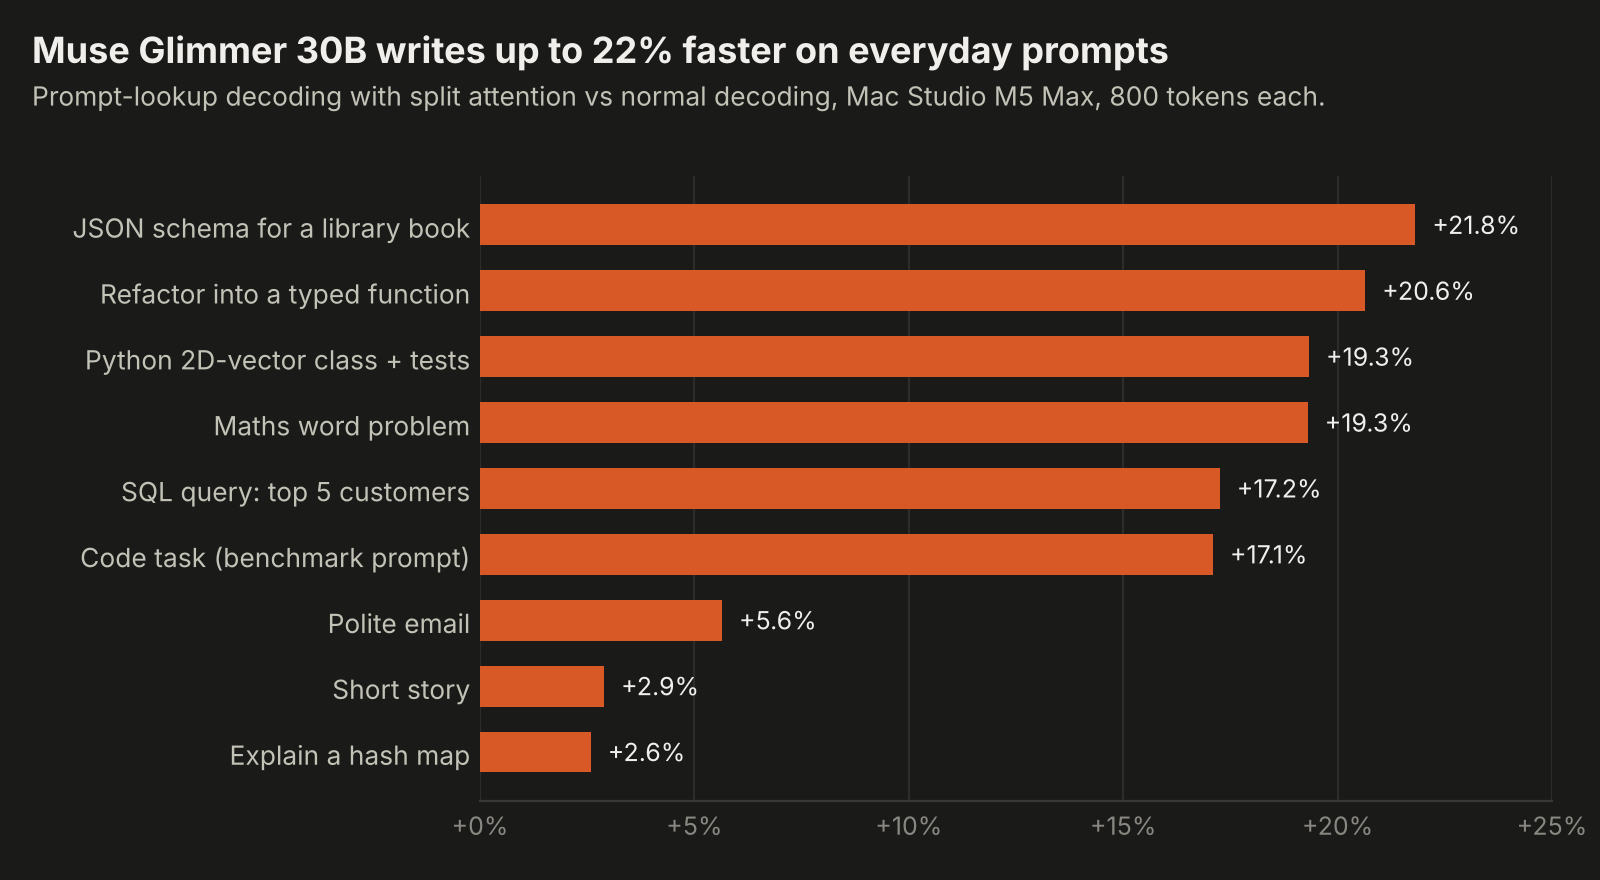 Muse Glimmer 30B writes up to 22% faster on everyday prompts
Prompt-lookup decoding with split attention vs normal decoding, Mac Studio M5 Max, 800 tokens each.
JSON schema for a library book +21.8%
Refactor into a typed function +20.6%
Python 2D-vector class + tests +19.3%
Maths word problem +19.3%
SQL query: top 5 customers +17.2%
Code task (benchmark prompt) +17.1%
Polite email +5.6%
Short story +2.9%
Explain a hash map +2.6%
+0% +5% +10% +15% +20% +25%